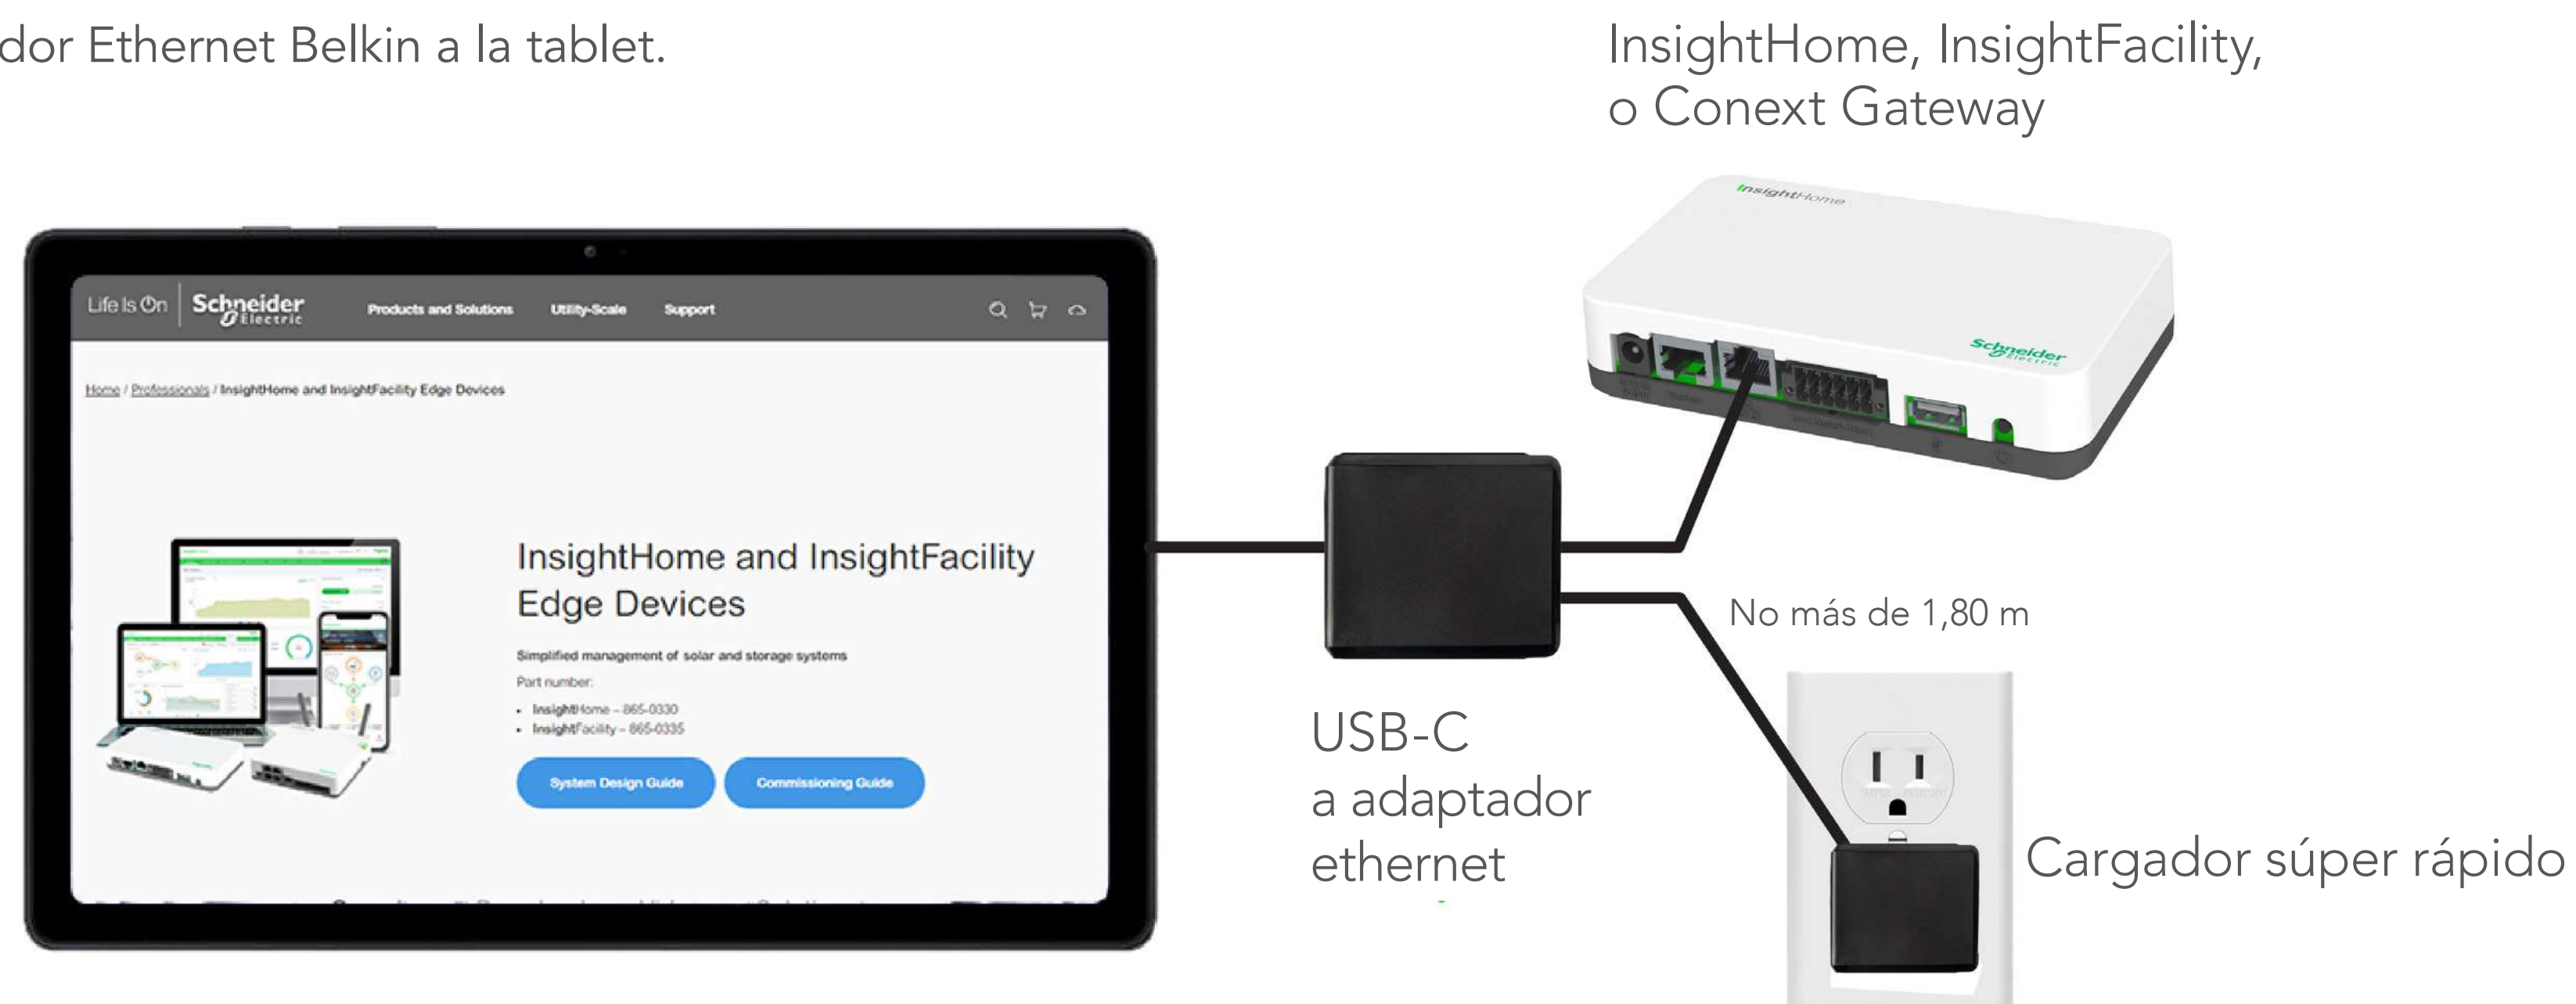 dor Ethernet Belkin a la tablet.
InsightHome, InsightFacility,
o Conext Gateway
InsightHome
Schneider
Electric
Life Is On
Schneider
Electric
Products and Solutions
Utility-Scale
Support
Home / Professionals / InsightHome and InsightFacility Edge Devices
InsightHome and InsightFacility
Edge Devices
Simplified management of solar and storage systems
Part number:
• InsightHome – 865-0330
• InsightFacility – 865-0335
System Design Guide
Commissioning Guide
USB-C
a adaptador
ethernet
No más de 1,80 m
Cargador súper rápido